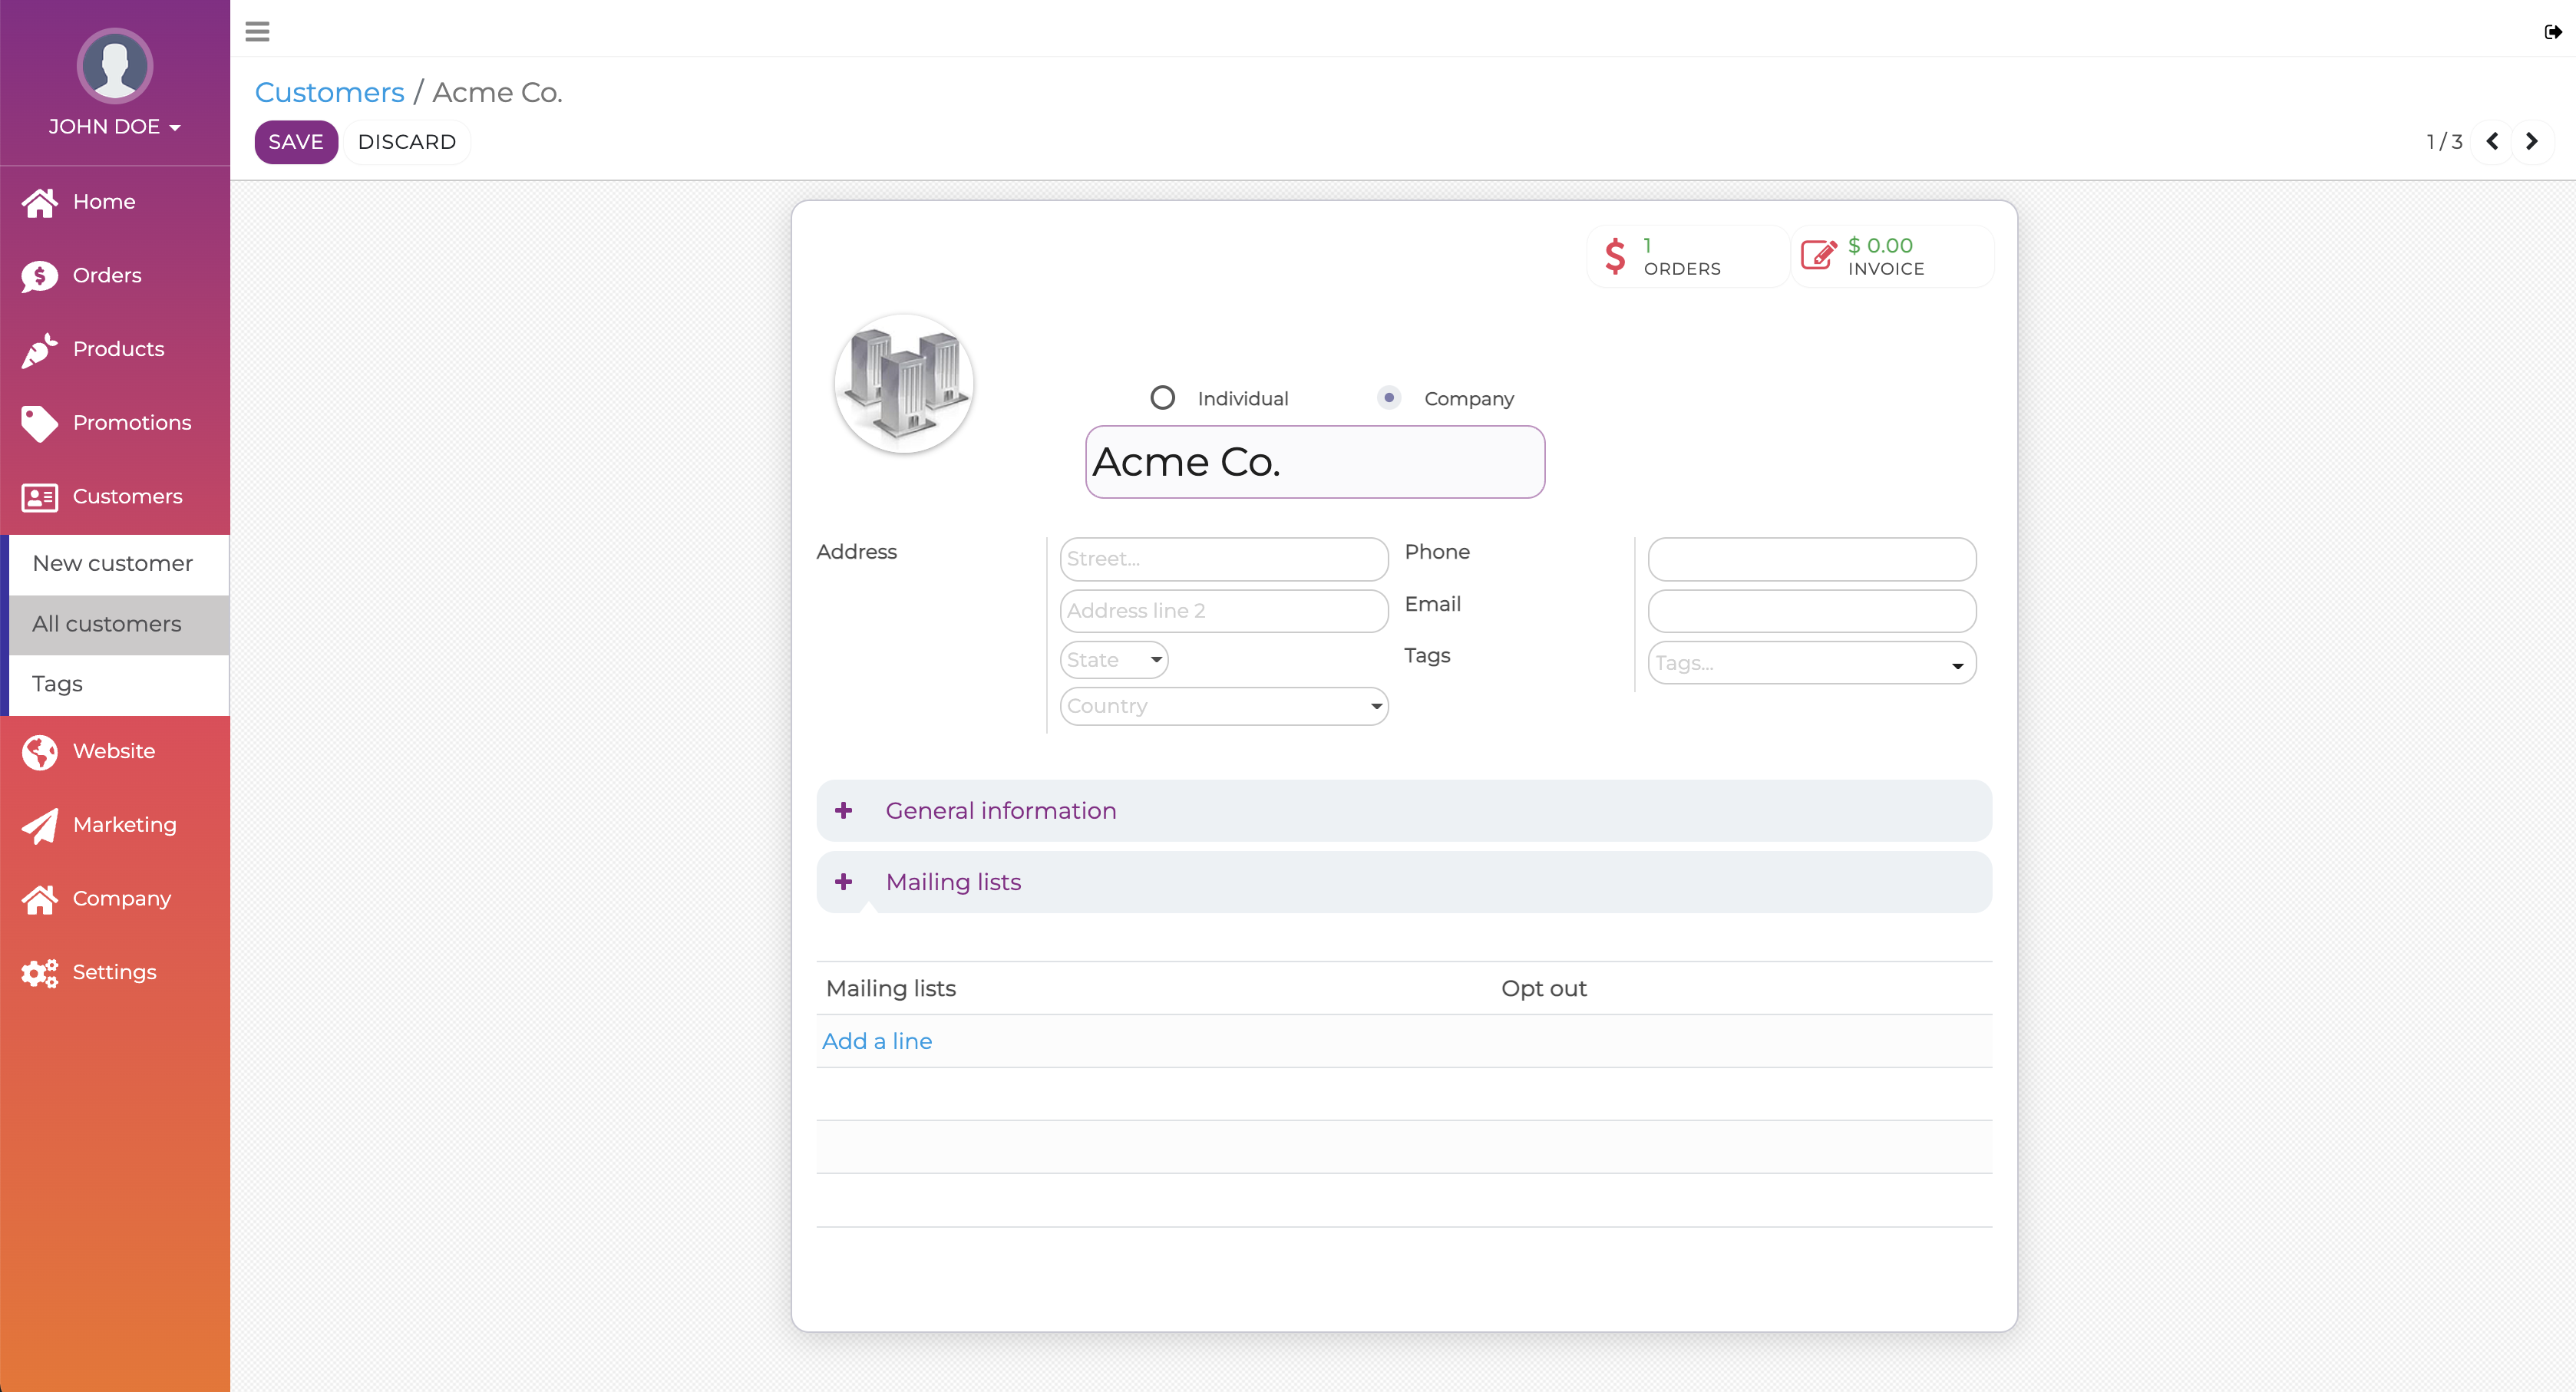 JOHN DOE
Home
Orders
Products
Promotions
Customers
New customer
All customers
Tags
Website
Marketing
Company
Settings
Customers / Acme Co.
SAVE DISCARD
1 / 3
1
ORDERS
$ 0.00
INVOICE
Individual Company
Acme Co.
Address
Street...
Address line 2
State
Country
Phone
Email
Tags
Tags...
General information
Mailing lists
Mailing lists Opt out
Add a line